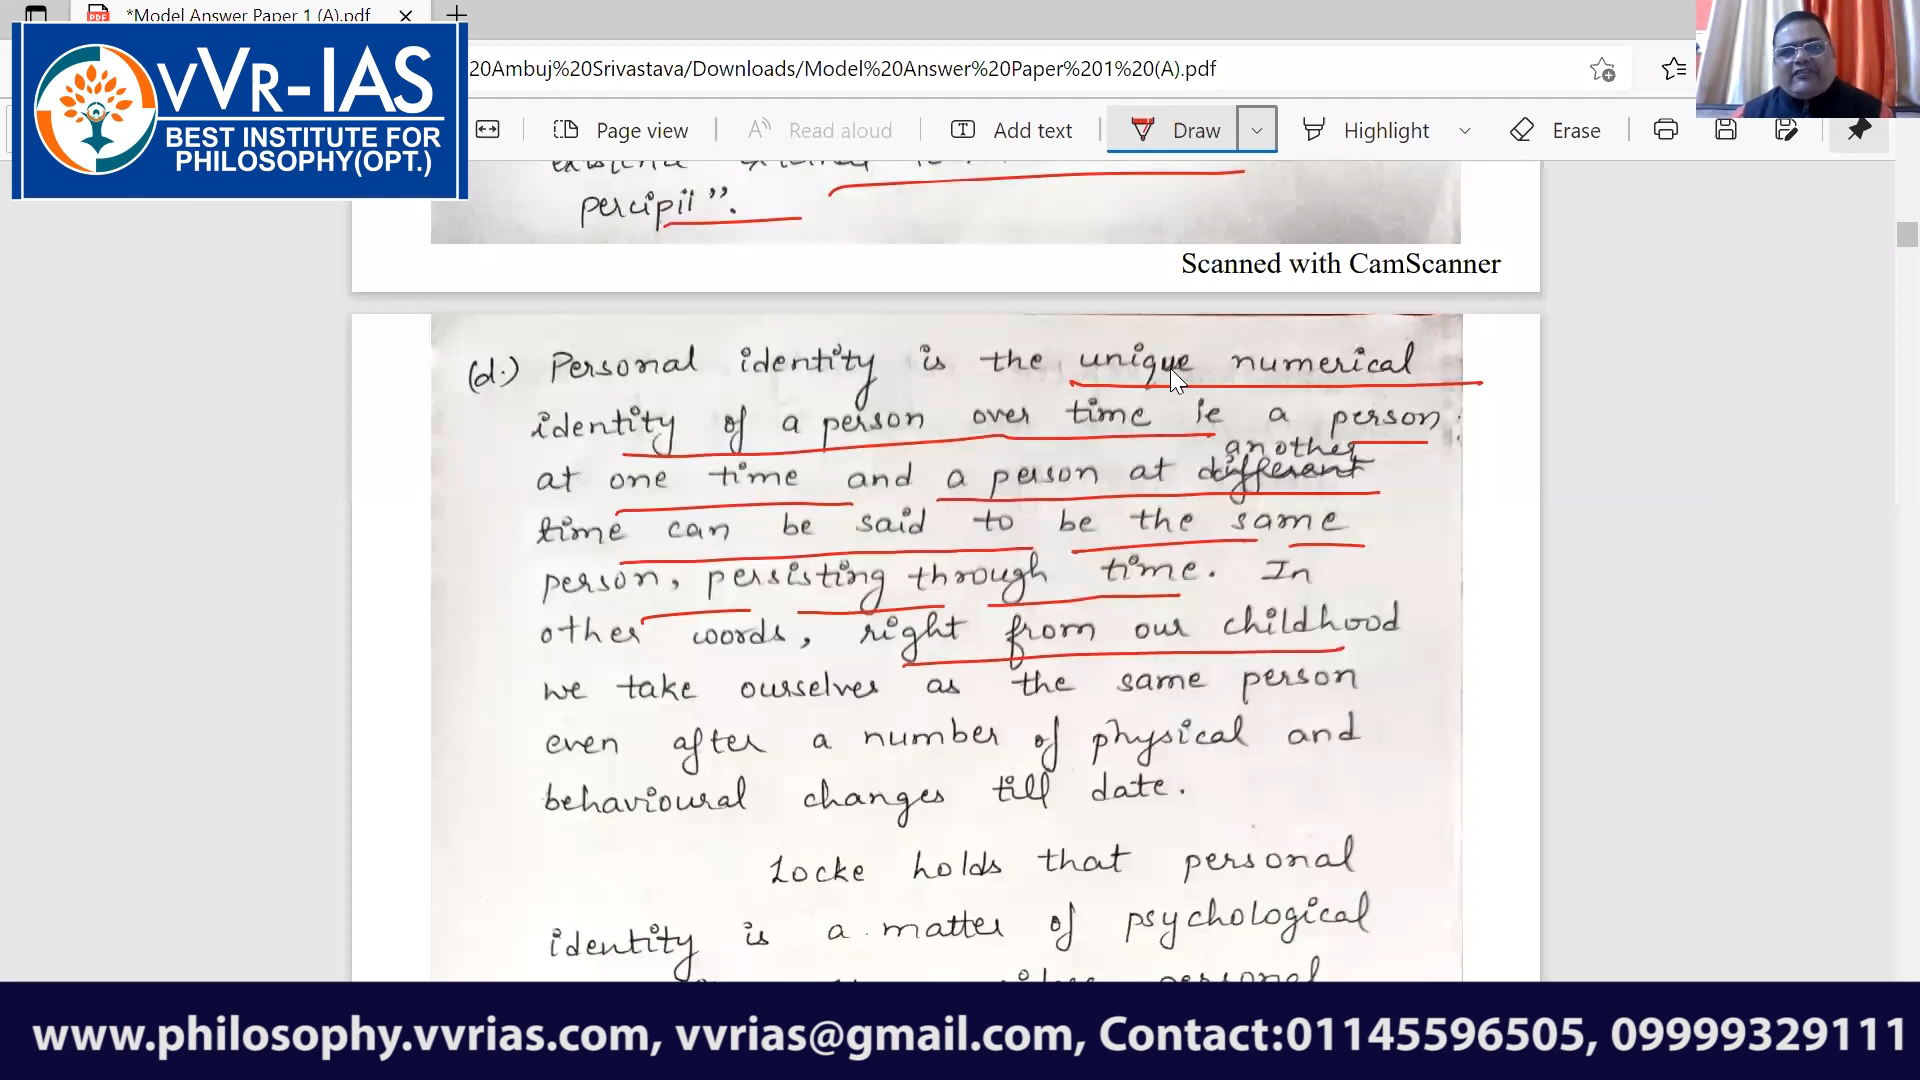 *Model Answer Paper 1 (A).pdf
vVR-IAS
BEST INSTITUTE FOR
PHILOSOPHY(OPT.)
20Ambuj%20Srivastava/Downloads/Model%20Answer%20Paper%201%20(A).pdf
Page view
Read aloud
Add text
Draw
Highlight
Erase
percipii".
Scanned with CamScanner
(d.) Personal identity is the unique numerical
identity of a person over time ie a person
another
at one time and a person at different
time can be said to be the same
person, persisting through time. In
other words, right from our childhood
we take ourselves as the same person
even after a number of physical and
behavioural changes till date.
Locke holds that personal
identity is a matter of psychological
personal
www.philosophy.vvrias.com, vvrias@gmail.com, Contact:01145596505, 09999329111